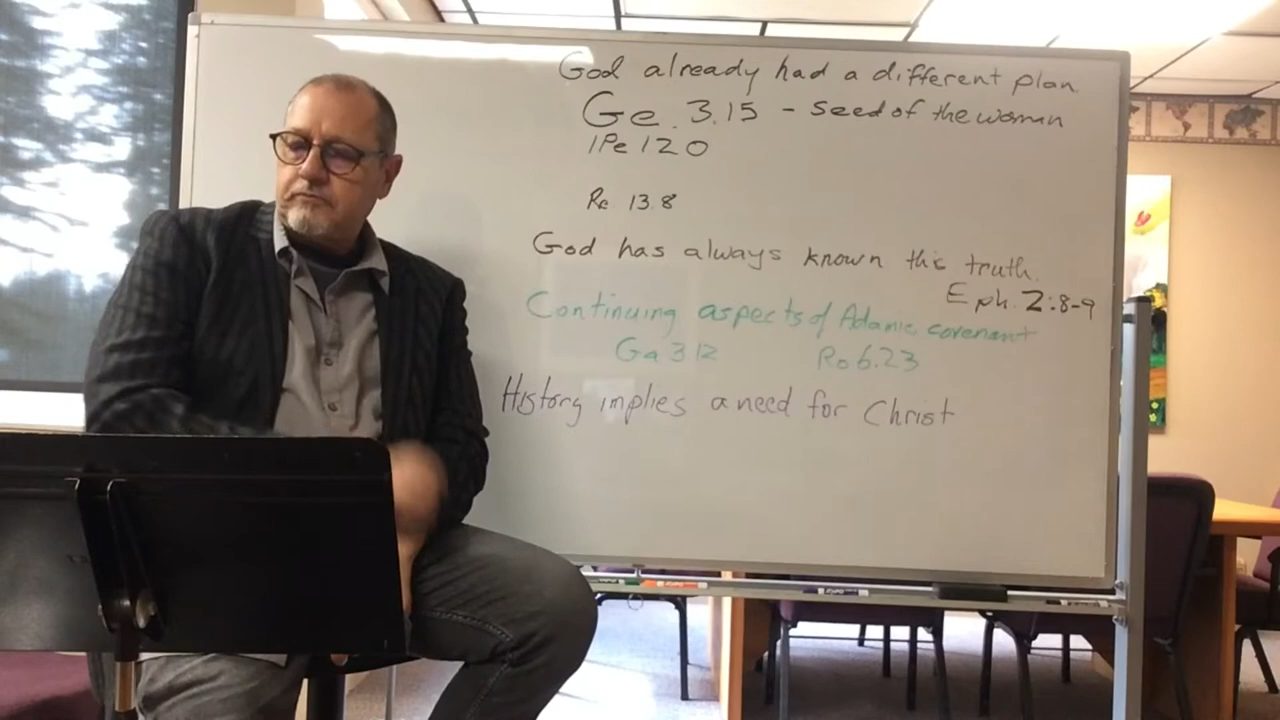 God already had a different plan.
Ge. 3.15 - seed of the woman
1Pe 1 20
Re 13.8
God has always known this truth.
Eph. 2:8-9
Continuing aspects of Adamic covenant
Ga 3 12 Ro 6.23
History implies a need for Christ